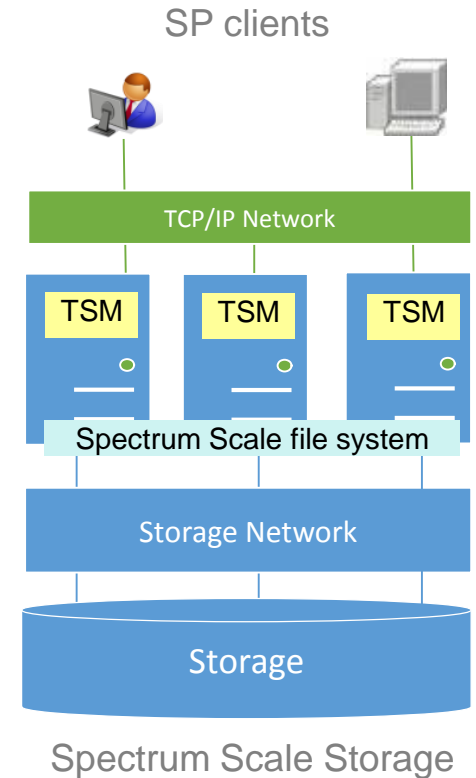 SP clients
TCP/IP Network
TSM TSM TSM
Spectrum Scale file system
Storage Network
Storage
Spectrum Scale Storage